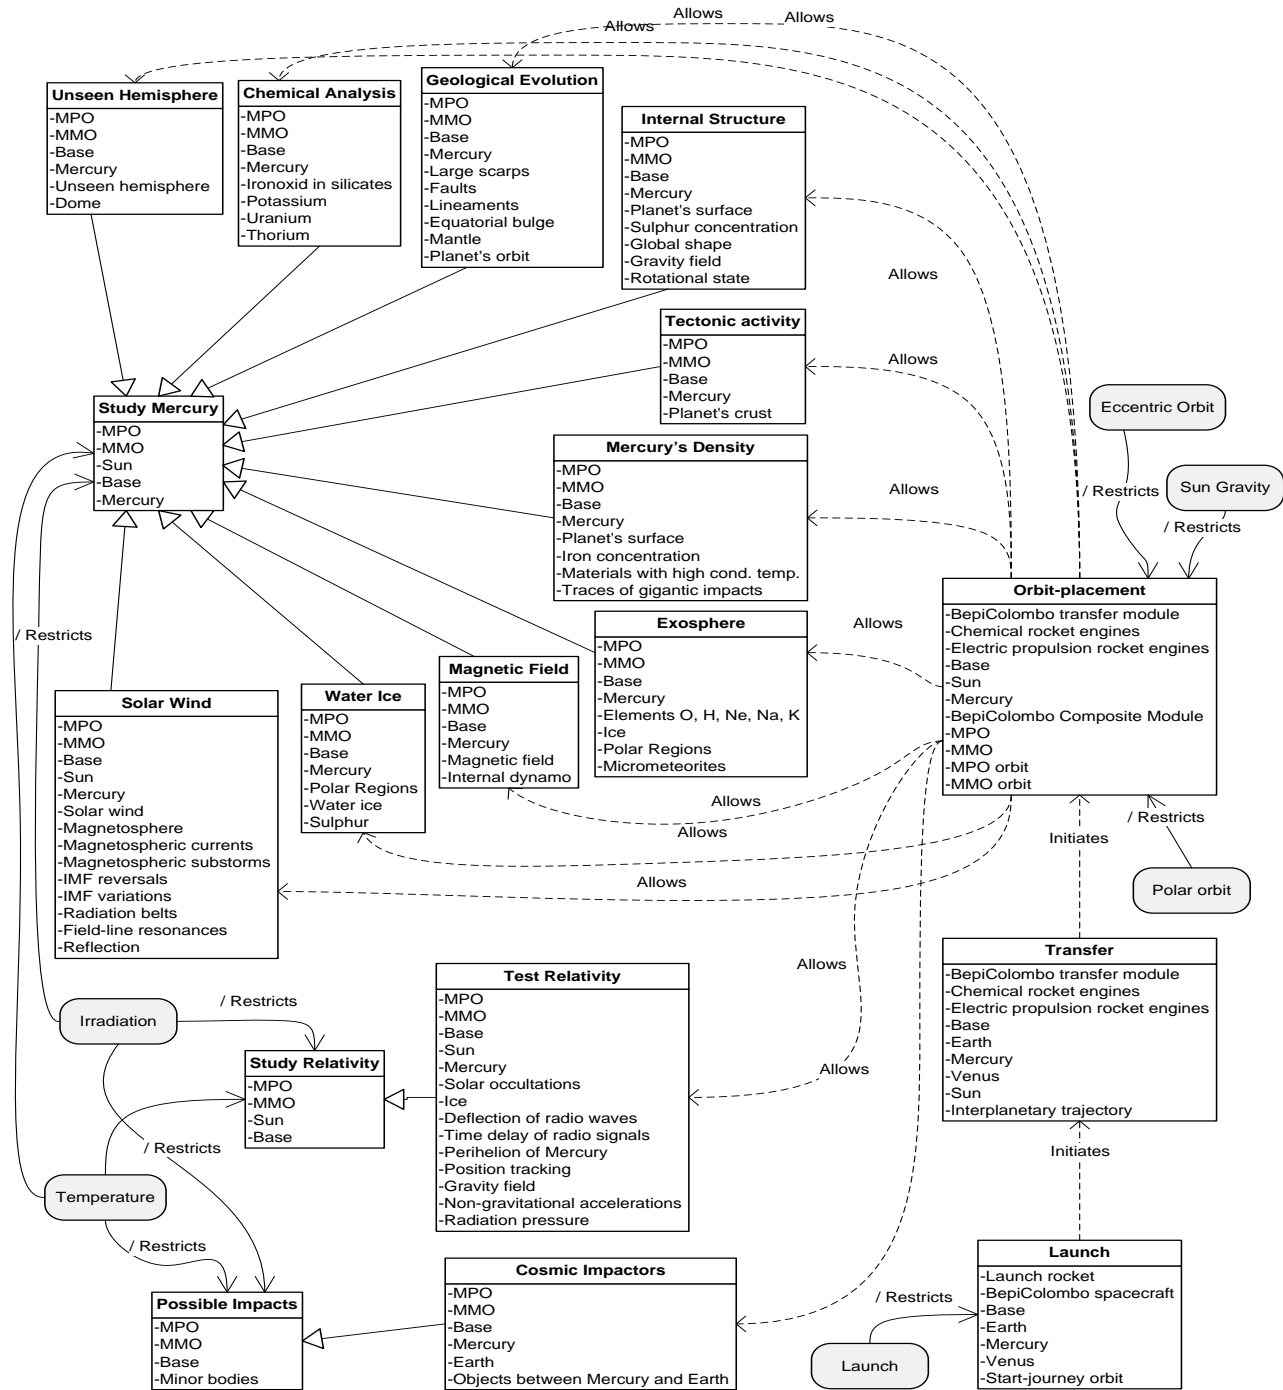 Allows
Allows
Allows
Unseen Hemisphere
-MPO
-MMO
-Base
-Mercury
-Unseen hemisphere
-Dome
Chemical Analysis
-MPO
-MMO
-Base
-Mercury
-Ironoxid in silicates
-Potassium
-Uranium
-Thorium
Geological Evolution
-MPO
-MMO
-Base
-Mercury
-Large scarps
-Faults
-Lineaments
-Equatorial bulge
-Mantle
-Planet's orbit
Internal Structure
-MPO
-MMO
-Base
-Mercury
-Planet's surface
-Sulphur concentration
-Global shape
-Gravity field
-Rotational state
Allows
Tectonic activity
-MPO
-MMO
-Base
-Mercury
-Planet's crust
Allows
Study Mercury
-MPO
-MMO
-Sun
-Base
-Mercury
Mercury's Density
-MPO
-MMO
-Base
-Mercury
-Planet's surface
-Iron concentration
-Materials with high cond. temp.
-Traces of gigantic impacts
Allows
Eccentric Orbit
/ Restricts
Sun Gravity
/ Restricts
Orbit-placement
-BepiColombo transfer module
-Chemical rocket engines
-Electric propulsion rocket engines
-Base
-Sun
-Mercury
-BepiColombo Composite Module
-MPO
-MMO
-MPO orbit
-MMO orbit
/ Restricts
Exosphere
-MPO
-MMO
-Base
-Mercury
-Elements O, H, Ne, Na, K
-Ice
-Polar Regions
-Micrometeorites
Allows
Magnetic Field
-MPO
-MMO
-Base
-Mercury
-Magnetic field
-Internal dynamo
Allows
Water Ice
-MPO
-MMO
-Base
-Mercury
-Polar Regions
-Water ice
-Sulphur
Allows
Solar Wind
-MPO
-MMO
-Base
-Sun
-Mercury
-Solar wind
-Magnetosphere
-Magnetospheric currents
-Magnetospheric substorms
-IMF reversals
-IMF variations
-Radiation belts
-Field-line resonances
-Reflection
Allows
/ Restricts
Initiates
Polar orbit
Transfer
-BepiColombo transfer module
-Chemical rocket engines
-Electric propulsion rocket engines
-Base
-Earth
-Mercury
-Venus
-Sun
-Interplanetary trajectory
Test Relativity
-MPO
-MMO
-Base
-Sun
-Mercury
-Solar occultations
-Ice
-Deflection of radio waves
-Time delay of radio signals
-Perihelion of Mercury
-Position tracking
-Gravity field
-Non-gravitational accelerations
-Radiation pressure
Allows
Allows
Irradiation
/ Restricts
Study Relativity
-MPO
-MMO
-Sun
-Base
/ Restricts
Temperature
/ Restricts
Initiates
Possible Impacts
-MPO
-MMO
-Base
-Minor bodies
Cosmic Impactors
-MPO
-MMO
-Base
-Mercury
-Earth
-Objects between Mercury and Earth
/ Restricts
Launch
Launch
-Launch rocket
-BepiColombo spacecraft
-Base
-Earth
-Mercury
-Venus
-Start-journey orbit